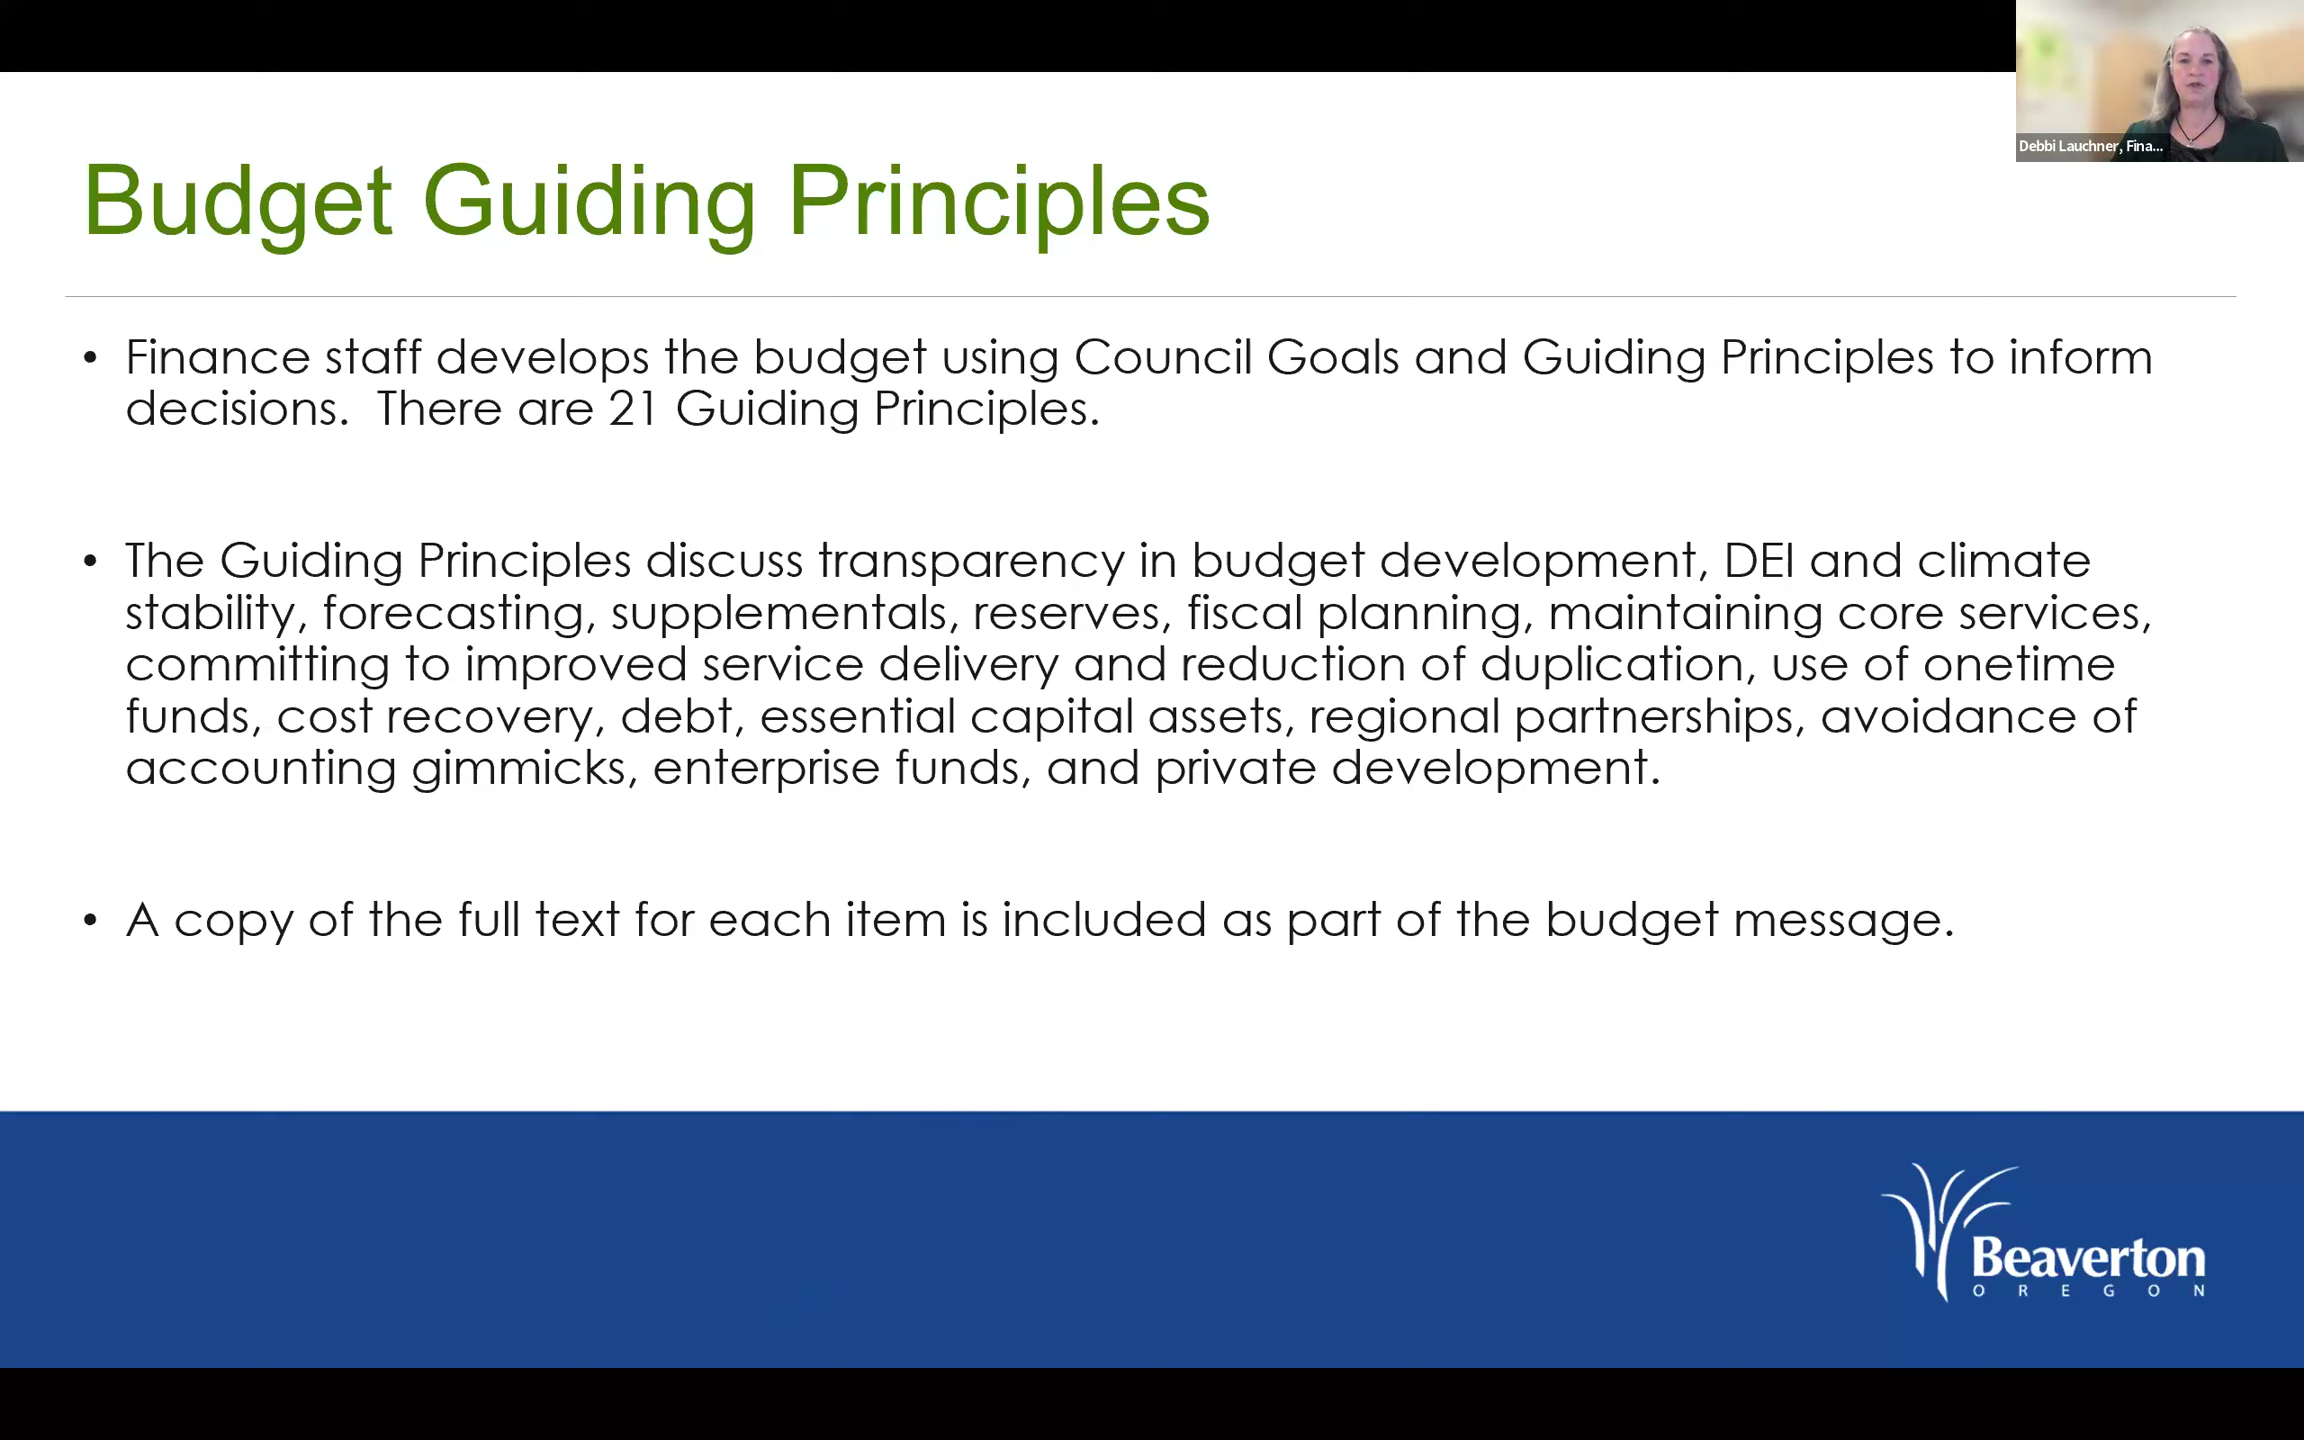 Debbi Lauchner, Fina...
Budget Guiding Principles
• Finance staff develops the budget using Council Goals and Guiding Principles to inform
decisions.  There are 21 Guiding Principles.
• The Guiding Principles discuss transparency in budget development, DEI and climate
stability, forecasting, supplementals, reserves, fiscal planning, maintaining core services,
committing to improved service delivery and reduction of duplication, use of onetime
funds, cost recovery, debt, essential capital assets, regional partnerships, avoidance of
accounting gimmicks, enterprise funds, and private development.
• A copy of the full text for each item is included as part of the budget message.
Beaverton
OREGON